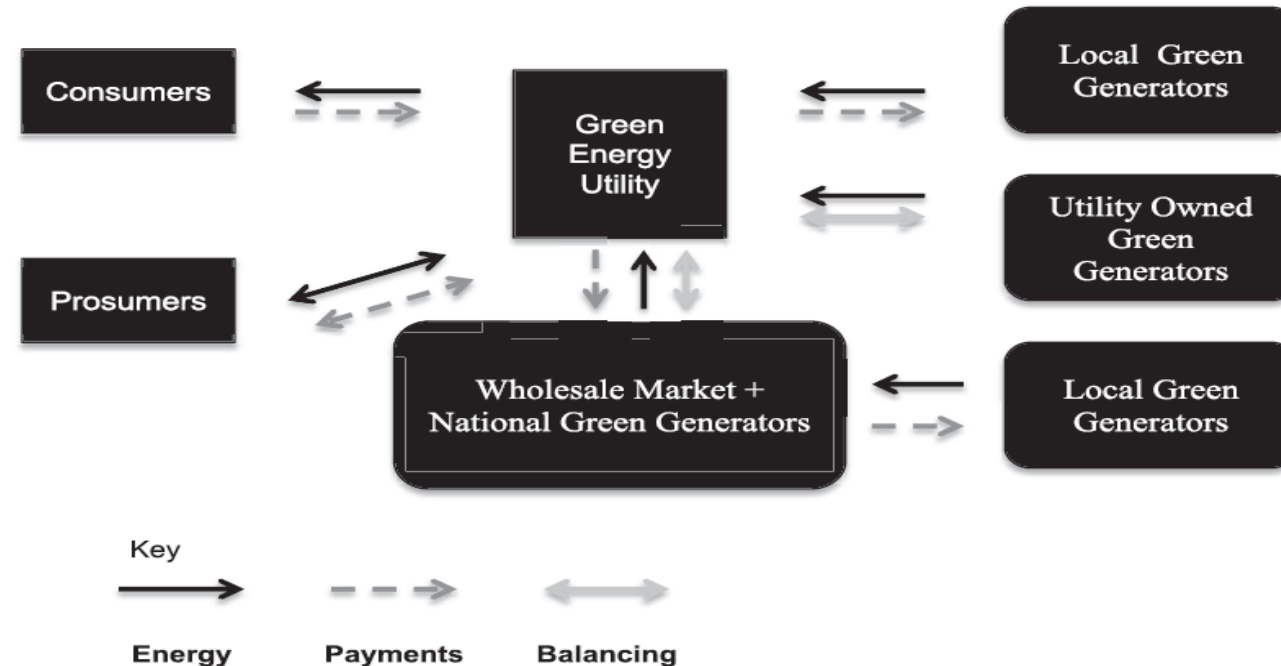 Consumers
Green
Energy
Utility
Local Green
Generators
Utility Owned
Green
Generators
Prosumers
Wholesale Market +
National Green Generators
Local Green
Generators
Key
Energy
Payments
Balancing